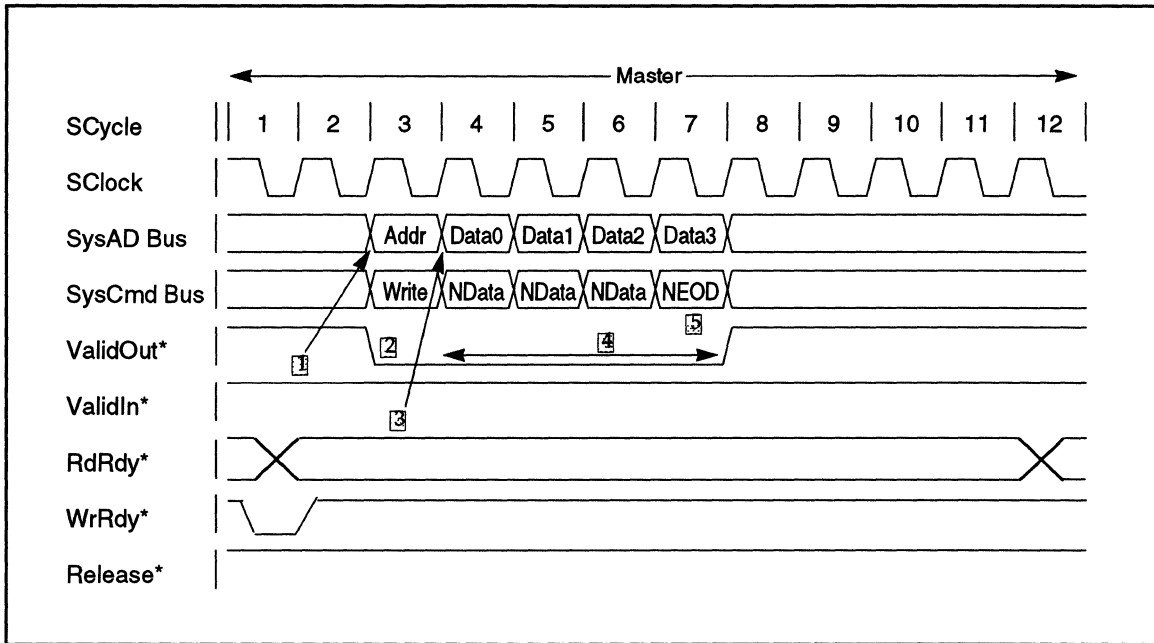 Master
SCycle 1 2 3 4 5 6 7 8 9 10 11 12
SClock
SysAD Bus Addr Data0 Data1 Data2 Data3
SysCmd Bus Write NData NData NData NEOD
5
ValidOut* 1 2 4
ValidIn*
3
RdRdy*
WrRdy*
Release*